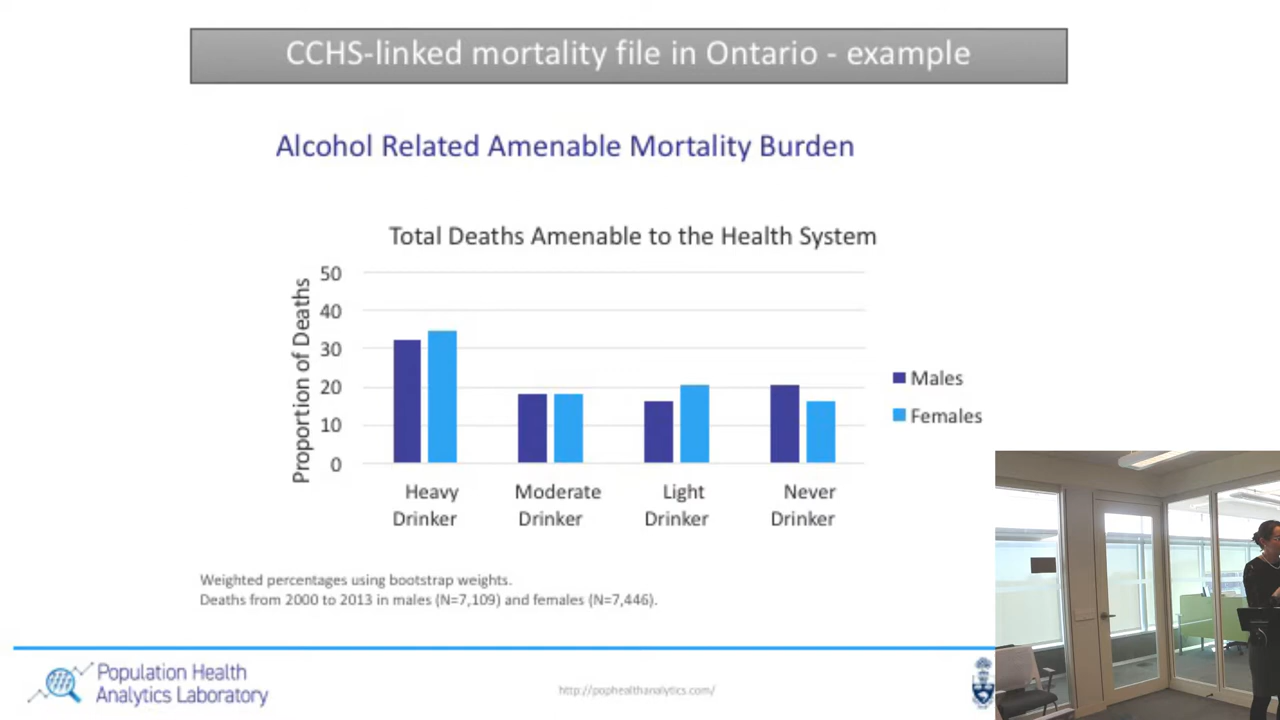 CCHS-linked mortality file in Ontario - example
Alcohol Related Amenable Mortality Burden
Total Deaths Amenable to the Health System
Proportion of Deaths
50
40
30
20
10
0
Heavy Drinker
Moderate Drinker
Light Drinker
Never Drinker
Males
Females
Weighted percentages using bootstrap weights.
Deaths from 2000 to 2013 in males (N=7,109) and females (N=7,446).
Population Health
Analytics Laboratory
http://pophealthanalytics.com/